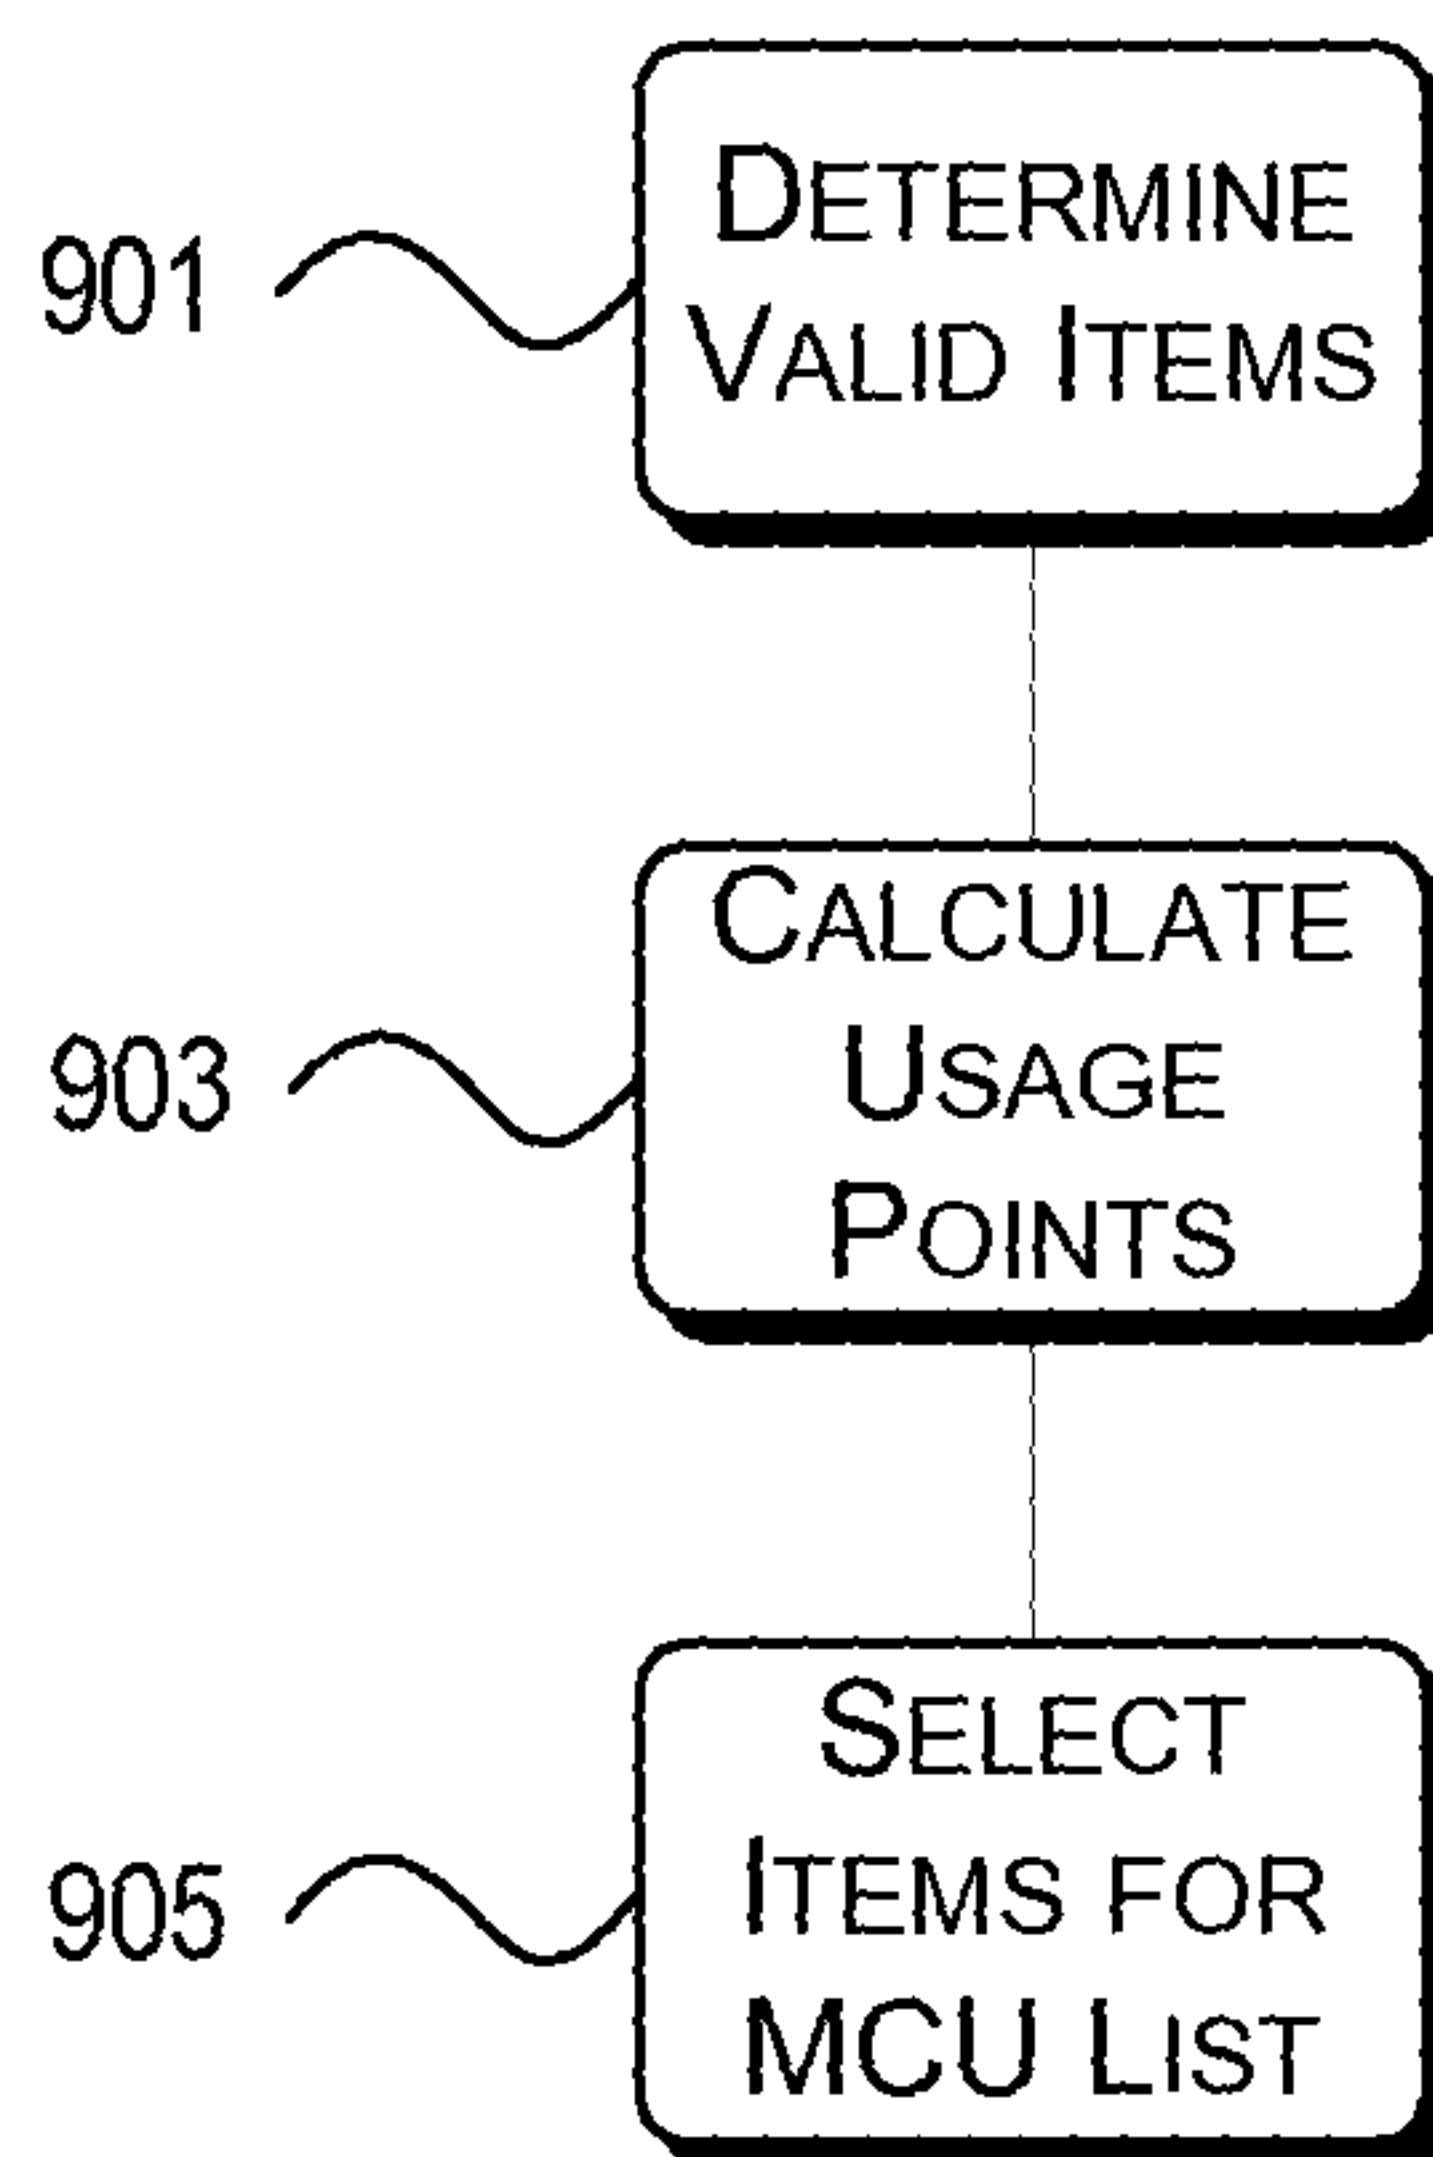 901
DETERMINE
VALID ITEMS
903
CALCULATE
USAGE
POINTS
905
SELECT
ITEMS FOR
MCU LIST